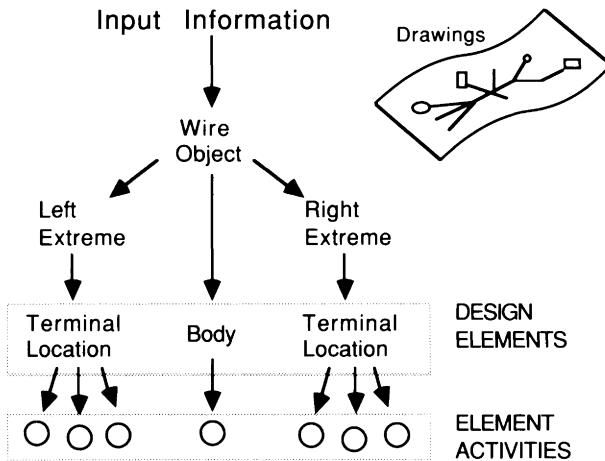 Input Information
Drawings
Wire
Object
Left
Extreme
Right
Extreme
Terminal
Location
Body
Terminal
Location
DESIGN
ELEMENTS
ELEMENT
ACTIVITIES